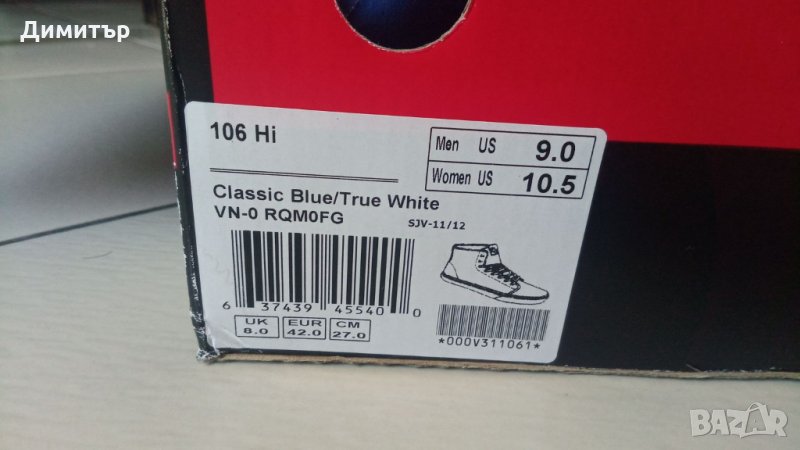 Димитър
106 Hi
Men US 9.0
Women US 10.5
Classic Blue/True White
VN-0 RQM0FG
SJV-11/12
6 37439 45540 0
UK EUR CM
8.0 42.0 27.0
*000V311061*
BAZAR